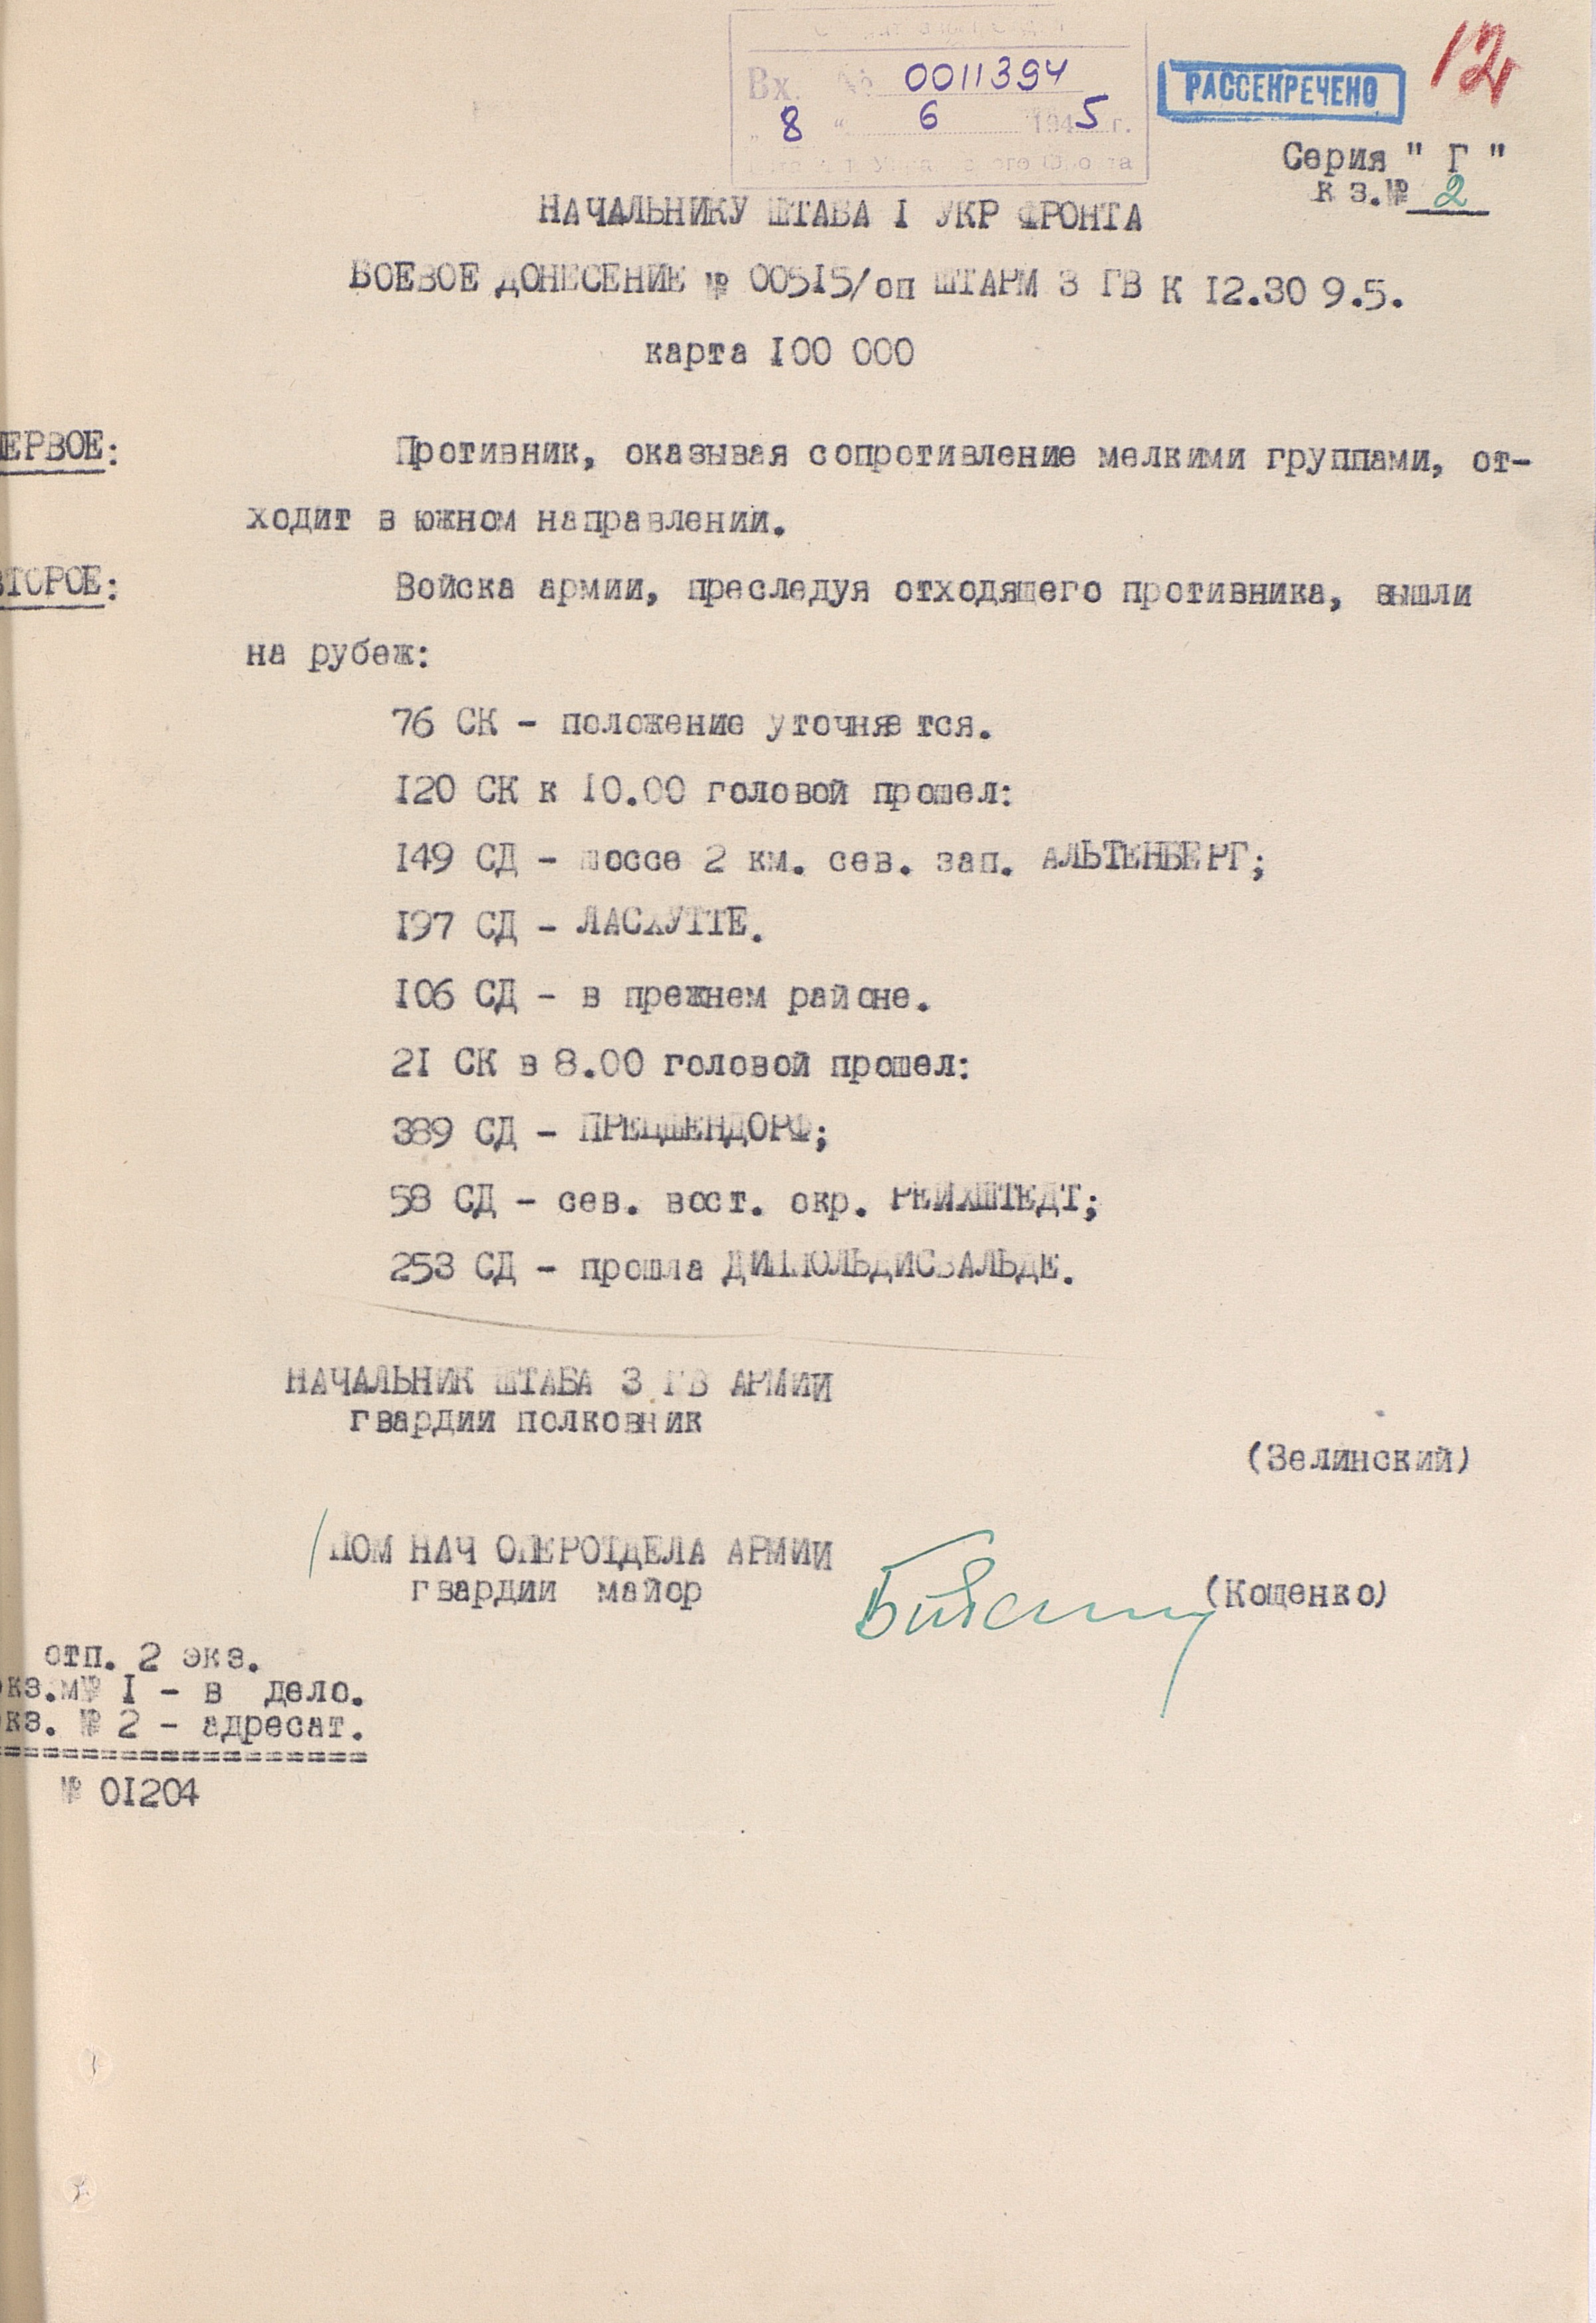 Вх. № 0011394
" 8 " 6 1945 г.
РАССЕКРЕЧЕНО
12
Серия " Г "
кз.№ 2
НАЧАЛЬНИКУ ШТАБА I УКР ФРОНТА
БОЕВОЕ ДОНЕСЕНИЕ № 00515/оп ШТАРМ 3 ГВ К 12.30 9.5.
карта 100 000
ПЕРВОЕ: Противник, оказывая сопротивление мелкими группами, от-
ходит в южном направлении.
ВТОРОЕ: Войска армии, преследуя отходящего противника, вышли
на рубеж:
76 СК - положение уточняется.
120 СК к 10.00 головой прошел:
149 СД - шоссе 2 км. сев. зап. АЛЬТЕНБЕРГ;
197 СД - ЛАСХУТТЕ.
106 СД - в прежнем районе.
21 СК в 8.00 головой прошел:
389 СД - ПРЕЦШЕНДОРФ;
58 СД - сев. вост. окр. РЕЙХШТЕДТ;
253 СД - прошла ДИППОЛЬДИСВАЛЬДЕ.
НАЧАЛЬНИК ШТАБА 3 ГВ АРМИИ
гвардии полковник
(Зелинский)
ПОМ НАЧ ОПЕРОТДЕЛА АРМИИ
гвардии майор (Кощенко)
отп. 2 экз.
экз.№ 1 - в дело.
экз. № 2 - адресат.
===================
№ 01204